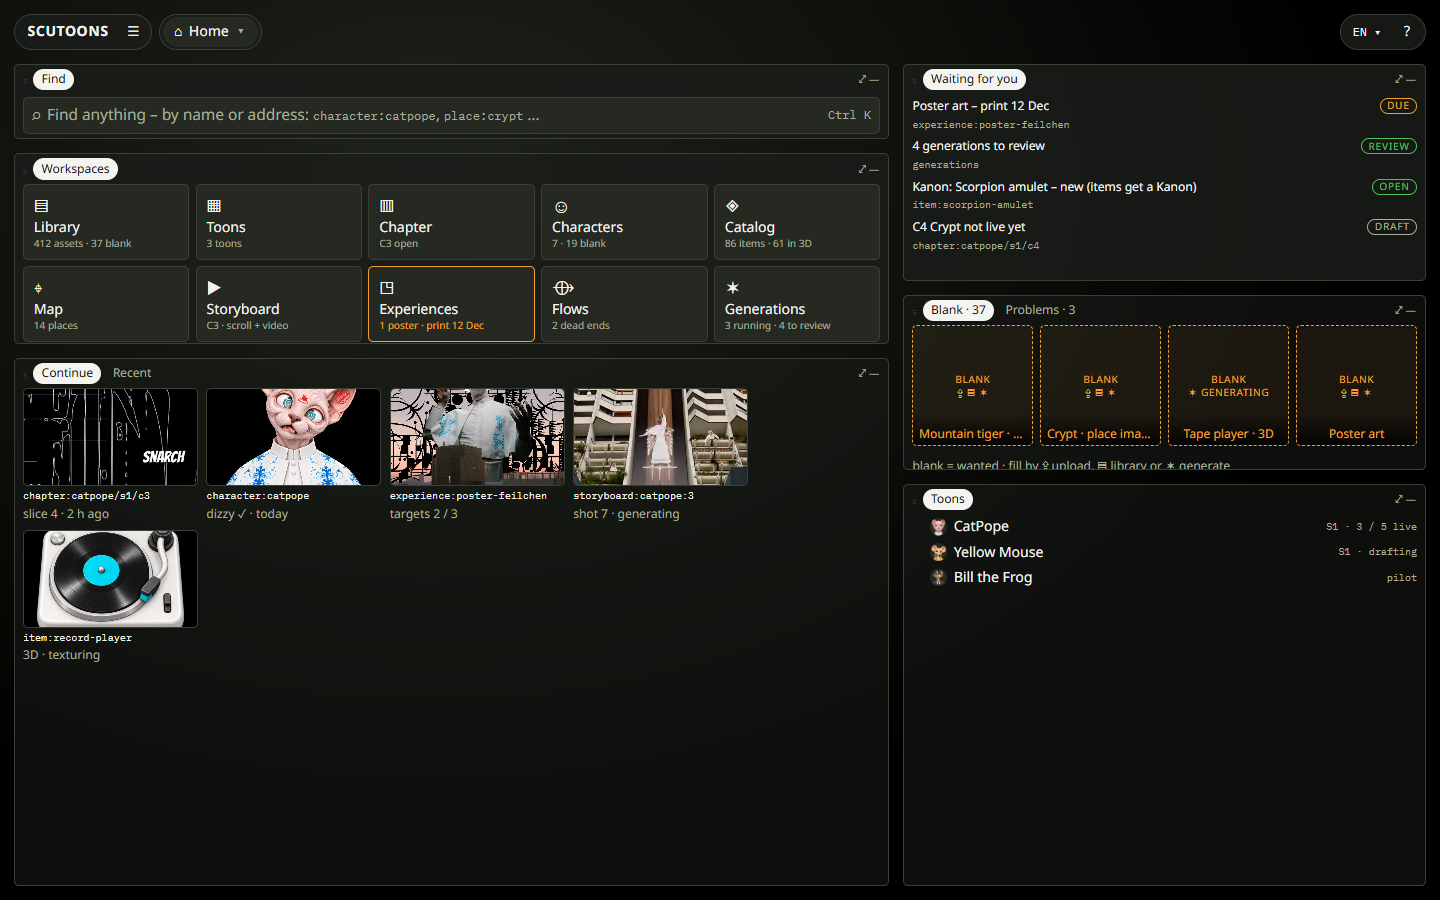 SCUTOONS
Home
EN
?
Find
Find anything – by name or address: character:catpope, place:crypt ...
Ctrl K
Workspaces
Library
412 assets · 37 blank
Toons
3 toons
Chapter
C3 open
Characters
7 · 19 blank
Catalog
86 items · 61 in 3D
Map
14 places
Storyboard
C3 · scroll + video
Experiences
1 poster · print 12 Dec
Flows
2 dead ends
Generations
3 running · 4 to review
Continue
Recent
SNARCH
chapter:catpope/s1/c3
slice 4 · 2 h ago
character:catpope
dizzy ✓ · today
experience:poster-feilchen
targets 2 / 3
storyboard:catpope:3
shot 7 · generating
item:record-player
3D · texturing
Waiting for you
Poster art – print 12 Dec
DUE
experience:poster-feilchen
4 generations to review
REVIEW
generations
Kanon: Scorpion amulet – new (items get a Kanon)
OPEN
item:scorpion-amulet
C4 Crypt not live yet
DRAFT
chapter:catpope/s1/c4
Blank · 37
Problems · 3
BLANK
Mountain tiger · ...
BLANK
Crypt · place ima...
BLANK
GENERATING
Tape player · 3D
BLANK
Poster art
blank = wanted · fill by upload, library or generate
Toons
CatPope
S1 · 3 / 5 live
Yellow Mouse
S1 · drafting
Bill the Frog
pilot